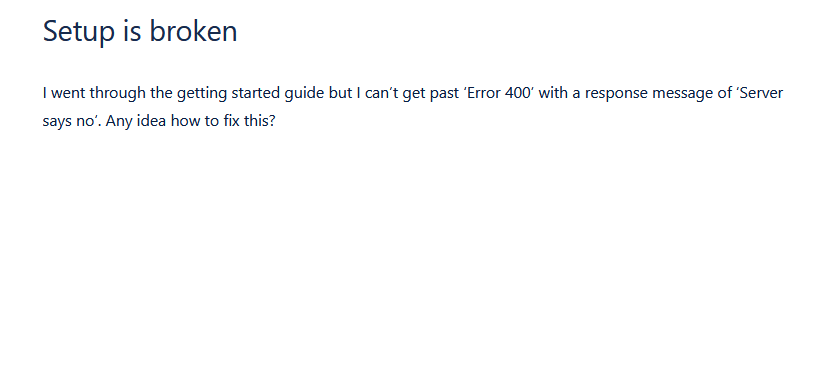 Setup is broken
I went through the getting started guide but I can't get past ‘Error 400’ with a response message of ‘Server
says no’. Any idea how to fix this?